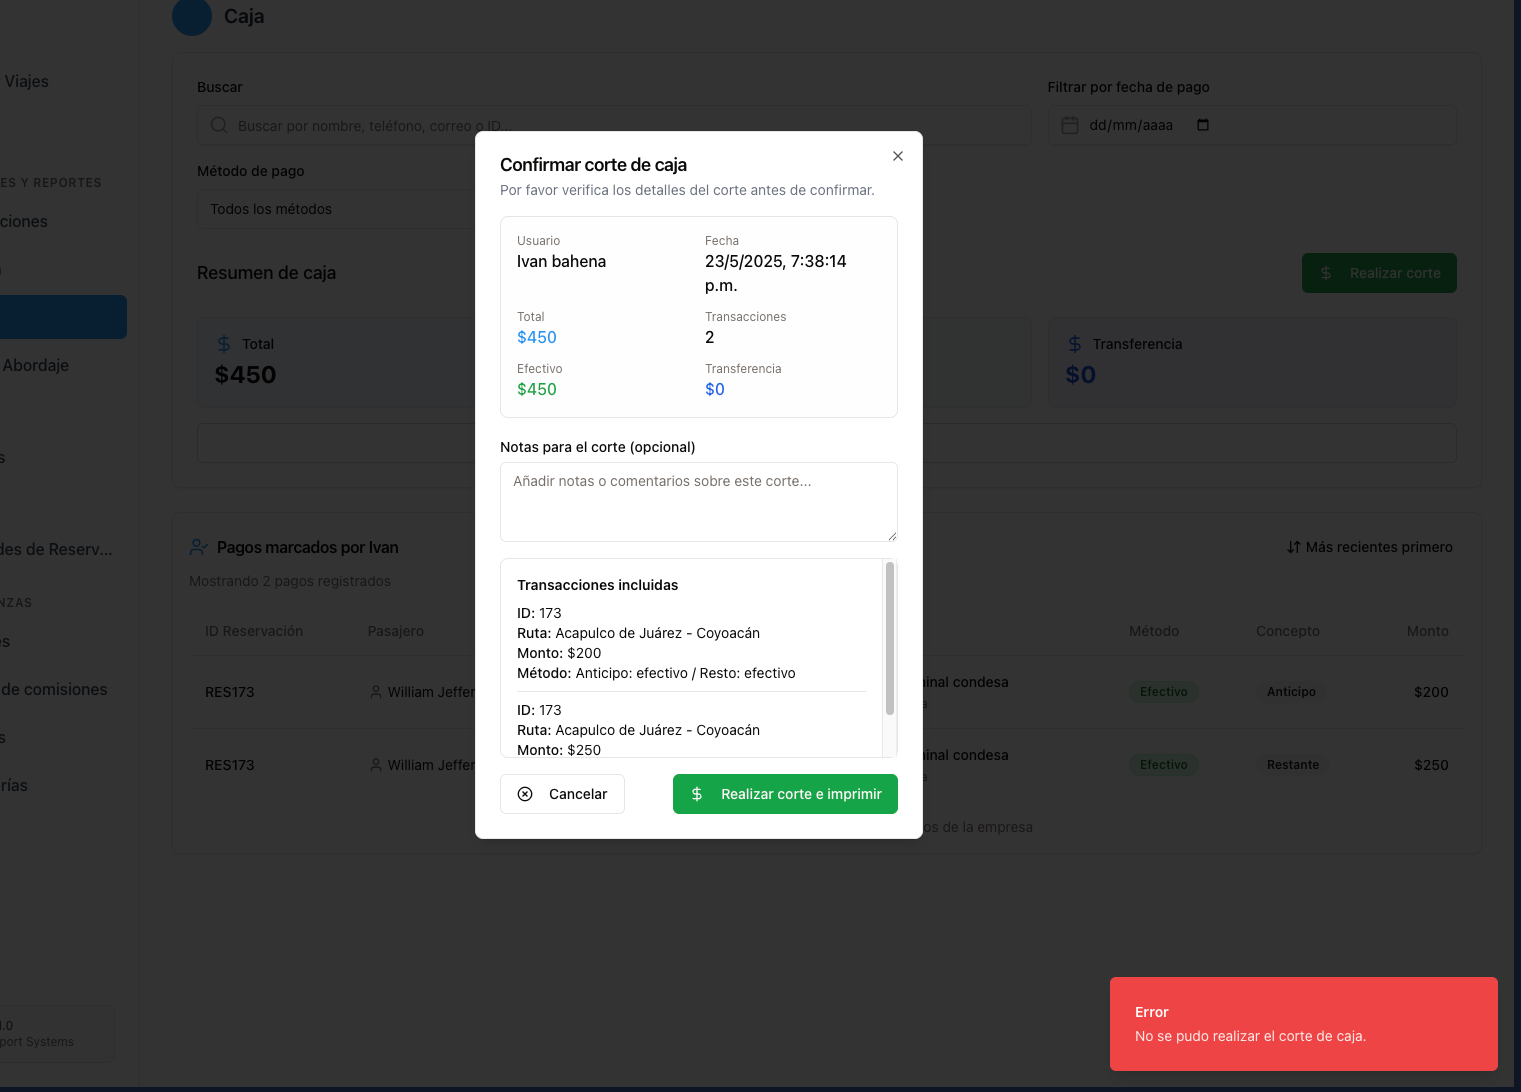 Caja
Viajes
ES Y REPORTES
ciones
Abordaje
s
des de Reserv...
NZAS
s
de comisiones
s
rías
.0
port Systems
Buscar
Buscar por nombre, teléfono, correo o ID...
Filtrar por fecha de pago
dd/mm/aaaa
Método de pago
Todos los métodos
Resumen de caja
Realizar corte
Total
$450
Transferencia
$0
Pagos marcados por Ivan
Más recientes primero
Mostrando 2 pagos registrados
ID Reservación
Pasajero
Método
Concepto
Monto
RES173
William Jeffer
inal condesa
a
Efectivo
Anticipo
$200
RES173
William Jeffer
inal condesa
a
Efectivo
Restante
$250
os de la empresa
Confirmar corte de caja
Por favor verifica los detalles del corte antes de confirmar.
Usuario
Ivan bahena
Fecha
23/5/2025, 7:38:14
p.m.
Total
$450
Transacciones
2
Efectivo
$450
Transferencia
$0
Notas para el corte (opcional)
Añadir notas o comentarios sobre este corte...
Transacciones incluidas
ID: 173
Ruta: Acapulco de Juárez - Coyoacán
Monto: $200
Método: Anticipo: efectivo / Resto: efectivo
ID: 173
Ruta: Acapulco de Juárez - Coyoacán
Monto: $250
Cancelar
Realizar corte e imprimir
Error
No se pudo realizar el corte de caja.